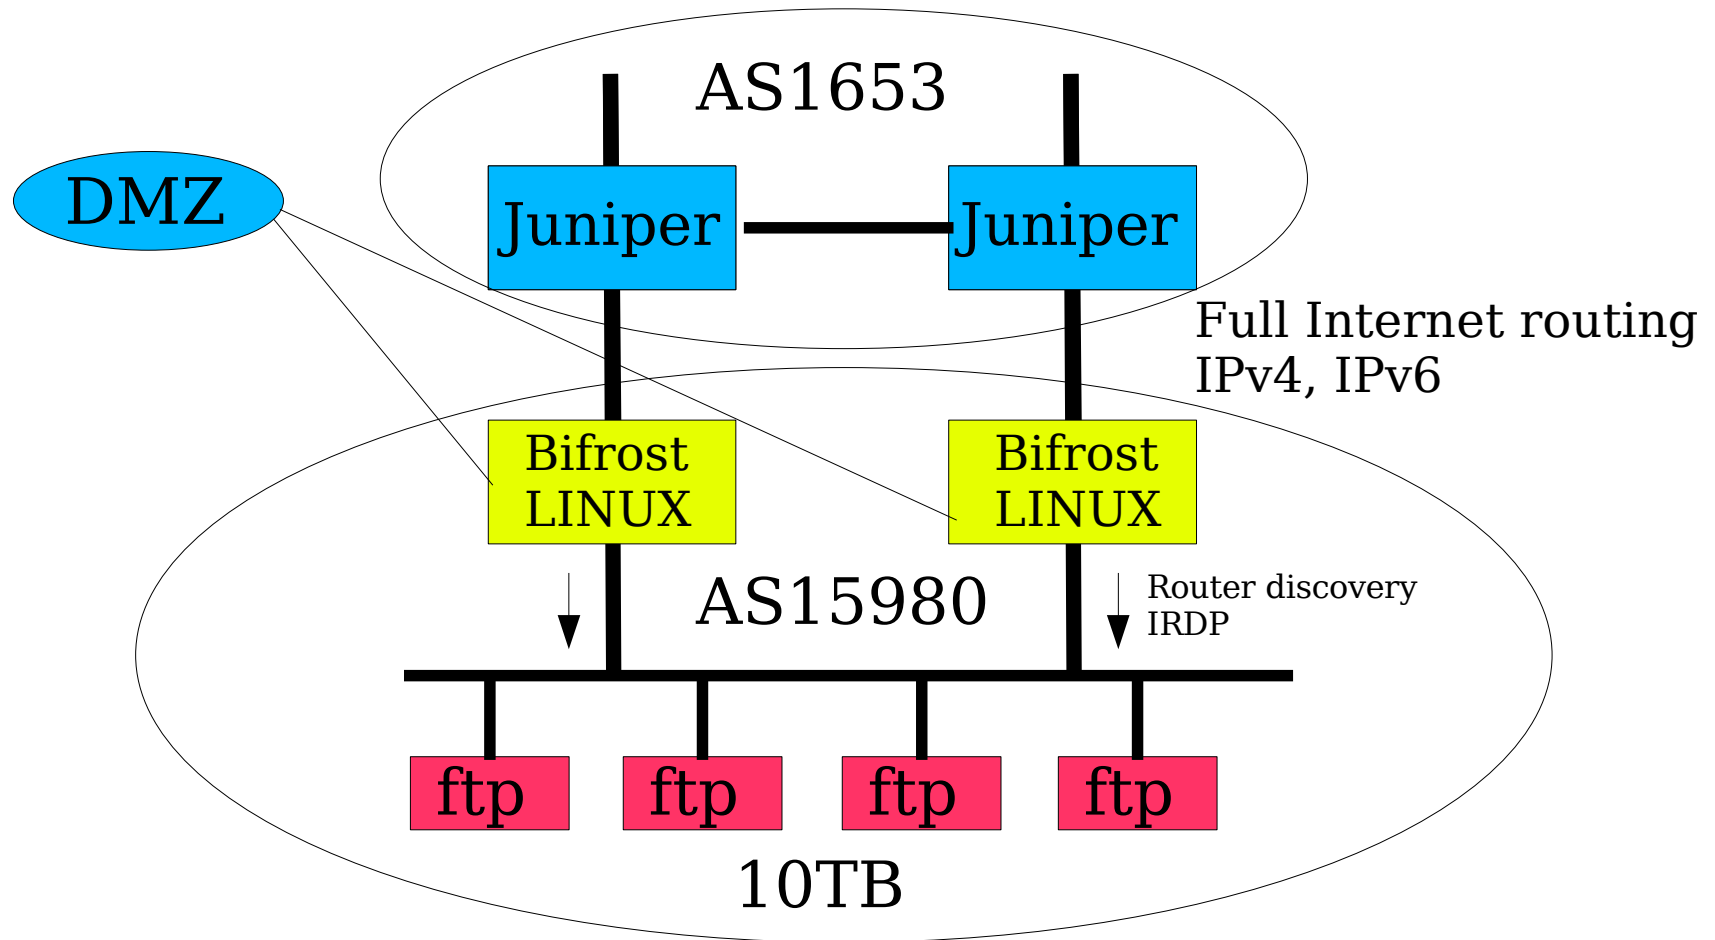 AS1653
DMZ
Juniper
Juniper
Full Internet routing
IPv4, IPv6
Bifrost
LINUX
Bifrost
LINUX
AS15980
Router discovery
IRDP
ftp
ftp
ftp
ftp
10TB